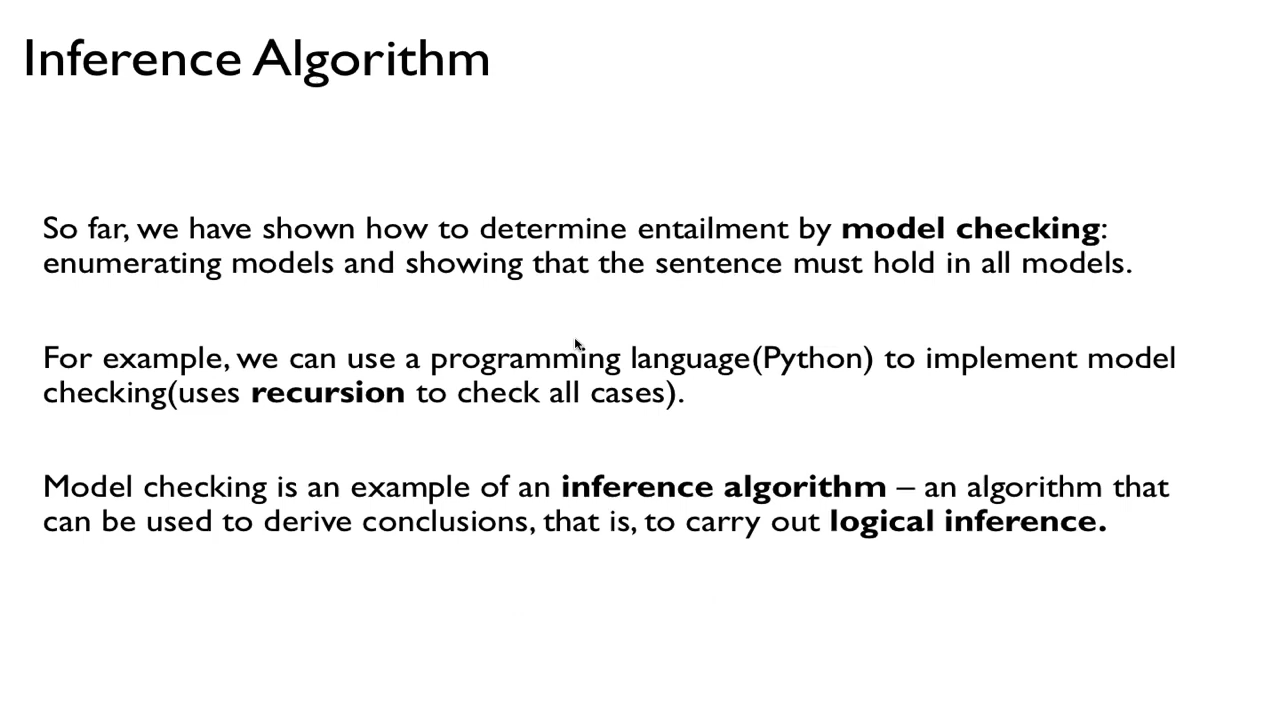 Inference Algorithm
So far, we have shown how to determine entailment by model checking:
enumerating models and showing that the sentence must hold in all models.
For example, we can use a programming language(Python) to implement model
checking(uses recursion to check all cases).
Model checking is an example of an inference algorithm – an algorithm that
can be used to derive conclusions, that is, to carry out logical inference.